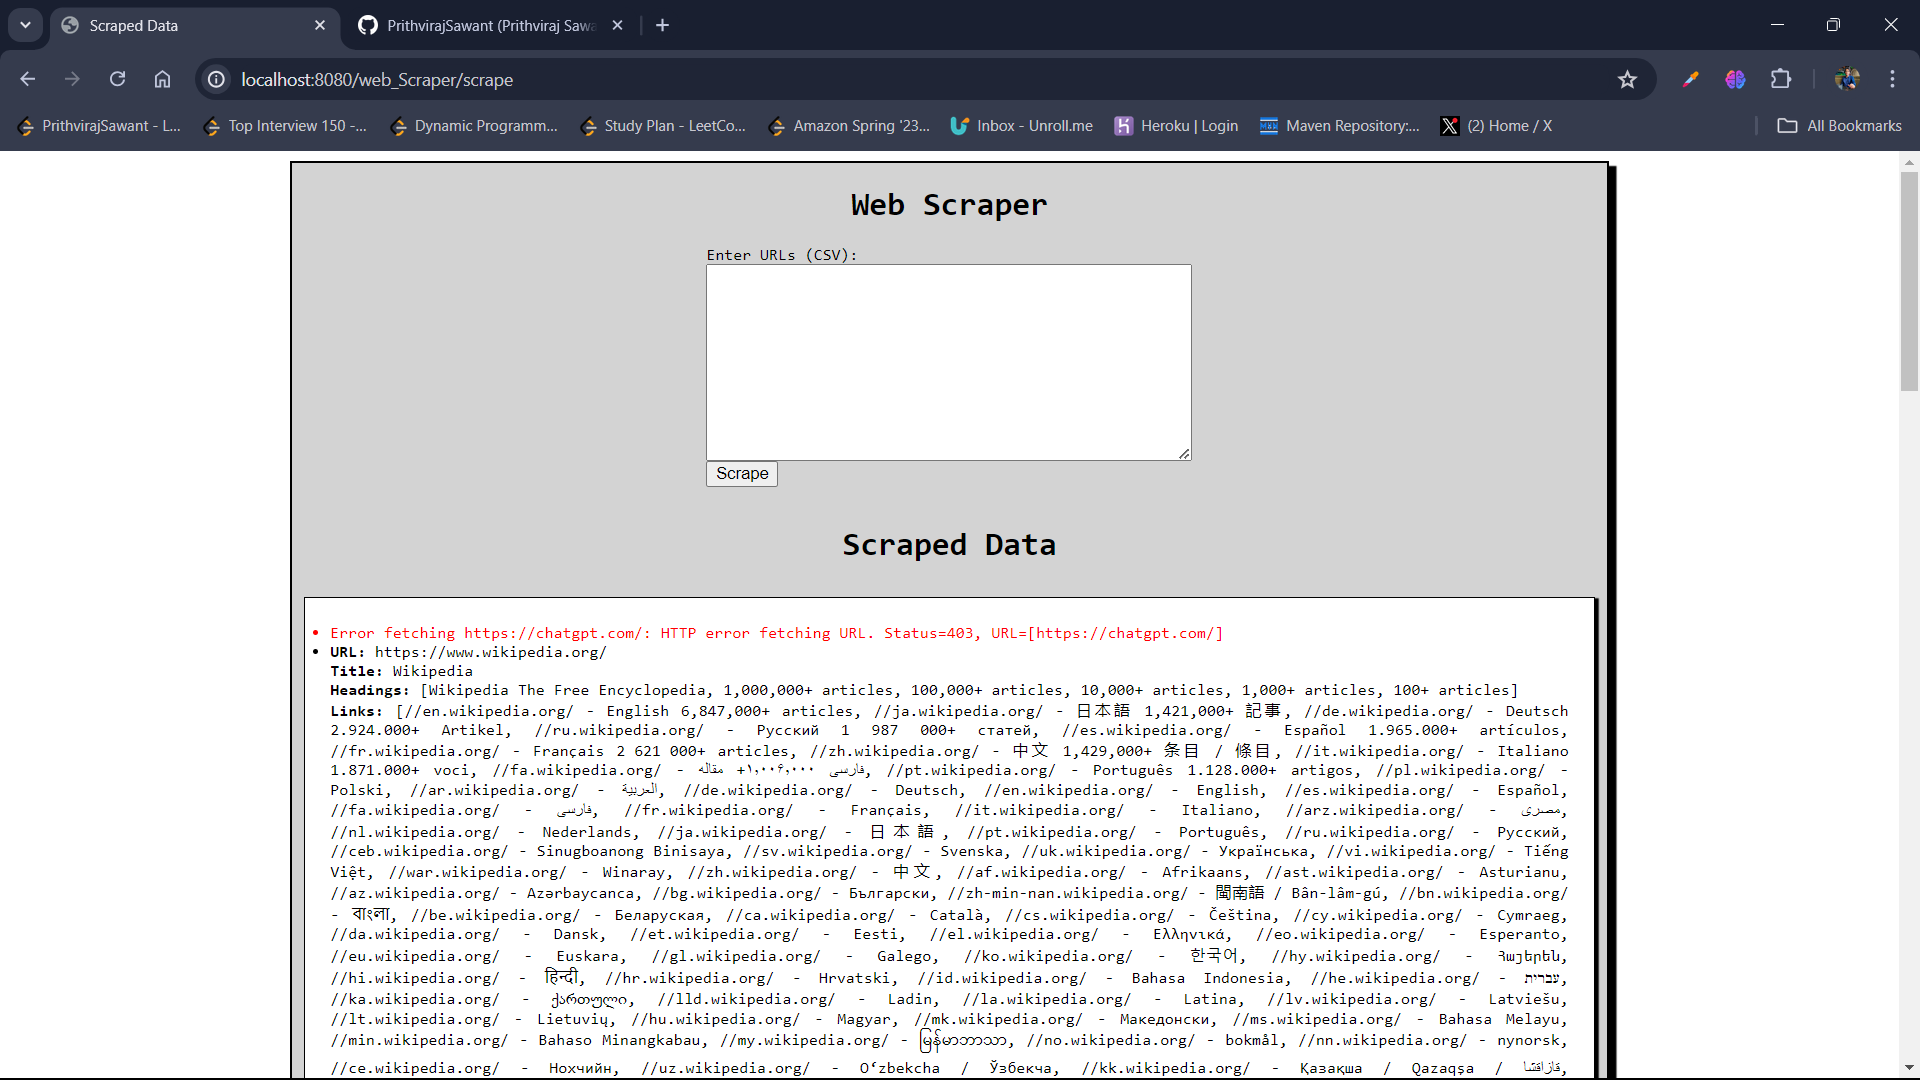 Scraped Data
PrithvirajSawant (Prithviraj Sawa
localhost:8080/web_Scraper/scrape
PrithvirajSawant - L...
Top Interview 150 -...
Dynamic Programm...
Study Plan - LeetCo...
Amazon Spring '23...
Inbox - Unroll.me
Heroku | Login
Maven Repository:...
(2) Home / X
All Bookmarks
Web Scraper
Enter URLs (CSV):
Scrape
Scraped Data
• Error fetching https://chatgpt.com/: HTTP error fetching URL. Status=403, URL=[https://chatgpt.com/]
• URL: https://www.wikipedia.org/
Title: Wikipedia
Headings: [Wikipedia The Free Encyclopedia, 1,000,000+ articles, 100,000+ articles, 10,000+ articles, 1,000+ articles, 100+ articles]
Links: [//en.wikipedia.org/ - English 6,847,000+ articles, //ja.wikipedia.org/ - 日本語 1,421,000+ 記事, //de.wikipedia.org/ - Deutsch
2.924.000+ Artikel, //ru.wikipedia.org/ - Русский 1 987 000+ статей, //es.wikipedia.org/ - Español 1.965.000+ artículos,
//fr.wikipedia.org/ - Français 2 621 000+ articles, //zh.wikipedia.org/ - 中文 1,429,000+ 条目 / 條目, //it.wikipedia.org/ - Italiano
1.871.000+ voci, //fa.wikipedia.org/ - فارسی ۱٬۰۰۶٬۰۰۰+ مقاله, //pt.wikipedia.org/ - Português 1.128.000+ artigos, //pl.wikipedia.org/ -
Polski, //ar.wikipedia.org/ - العربية, //de.wikipedia.org/ - Deutsch, //en.wikipedia.org/ - English, //es.wikipedia.org/ - Español,
//fa.wikipedia.org/ - فارسی, //fr.wikipedia.org/ - Français, //it.wikipedia.org/ - Italiano, //arz.wikipedia.org/ - مصرى,
//nl.wikipedia.org/ - Nederlands, //ja.wikipedia.org/ - 日本語, //pt.wikipedia.org/ - Português, //ru.wikipedia.org/ - Русский,
//ceb.wikipedia.org/ - Sinugboanong Binisaya, //sv.wikipedia.org/ - Svenska, //uk.wikipedia.org/ - Українська, //vi.wikipedia.org/ - Tiếng
Việt, //war.wikipedia.org/ - Winaray, //zh.wikipedia.org/ - 中文, //af.wikipedia.org/ - Afrikaans, //ast.wikipedia.org/ - Asturianu,
//az.wikipedia.org/ - Azərbaycanca, //bg.wikipedia.org/ - Български, //zh-min-nan.wikipedia.org/ - 閩南語 / Bân-lâm-gú, //bn.wikipedia.org/
- বাংলা, //be.wikipedia.org/ - Беларуская, //ca.wikipedia.org/ - Català, //cs.wikipedia.org/ - Čeština, //cy.wikipedia.org/ - Cymraeg,
//da.wikipedia.org/ - Dansk, //et.wikipedia.org/ - Eesti, //el.wikipedia.org/ - Ελληνικά, //eo.wikipedia.org/ - Esperanto,
//eu.wikipedia.org/ - Euskara, //gl.wikipedia.org/ - Galego, //ko.wikipedia.org/ - 한국어, //hy.wikipedia.org/ - Հայերեն,
//hi.wikipedia.org/ - हिन्दी, //hr.wikipedia.org/ - Hrvatski, //id.wikipedia.org/ - Bahasa Indonesia, //he.wikipedia.org/ - עברית,
//ka.wikipedia.org/ - ქართული, //lld.wikipedia.org/ - Ladin, //la.wikipedia.org/ - Latina, //lv.wikipedia.org/ - Latviešu,
//lt.wikipedia.org/ - Lietuvių, //hu.wikipedia.org/ - Magyar, //mk.wikipedia.org/ - Македонски, //ms.wikipedia.org/ - Bahasa Melayu,
//min.wikipedia.org/ - Bahaso Minangkabau, //my.wikipedia.org/ - မြန်မာဘာသာ, //no.wikipedia.org/ - bokmål, //nn.wikipedia.org/ - nynorsk,
//ce.wikipedia.org/ - Нохчийн, //uz.wikipedia.org/ - Oʻzbekcha / Ўзбекча, //kk.wikipedia.org/ - Қазақша / Qazaqşa / قازاقشا,